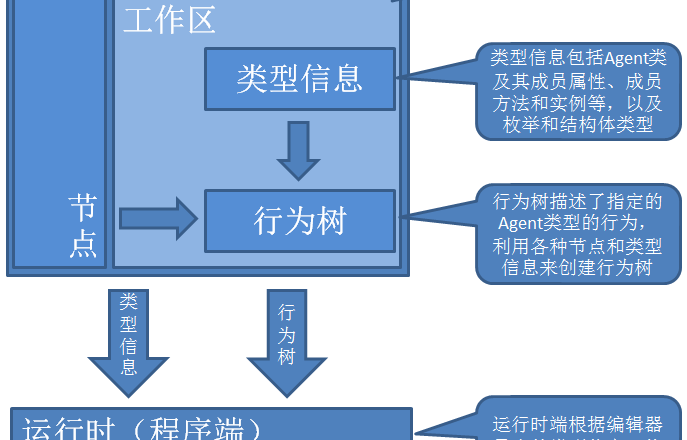 工作区
类型信息
类型信息包括Agent类
及其成员属性、成员
方法和实例等，以及
枚举和结构体类型
节
点
行为树
行为树描述了指定的
Agent类型的行为，
利用各种节点和类型
信息来创建行为树
类
型
信
息
行
为
树
运行时（程序端）
运行时端根据编辑器